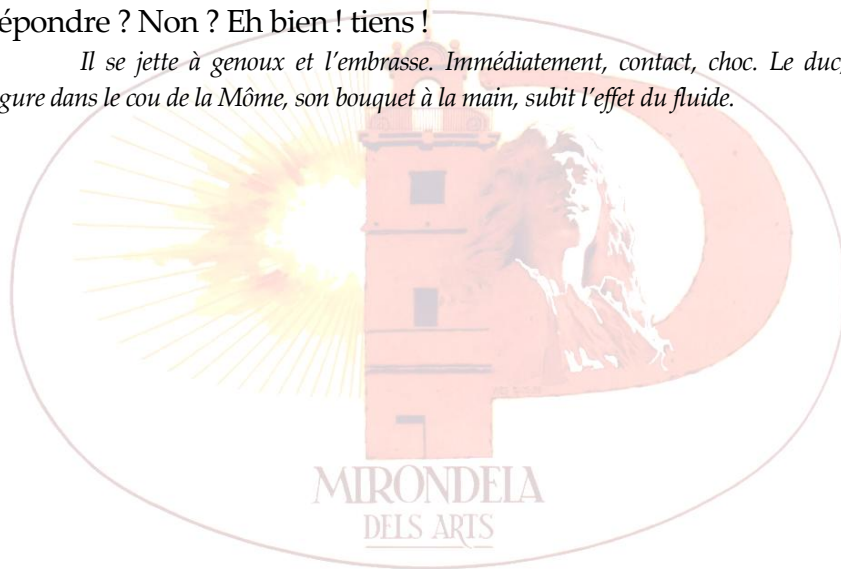 épondre ? Non ? Eh bien ! tiens !
Il se jette à genoux et l’embrasse. Immédiatement, contact, choc. Le duc,
gure dans le cou de la Môme, son bouquet à la main, subit l’effet du fluide.
MIRONDELA
DELS ARTS